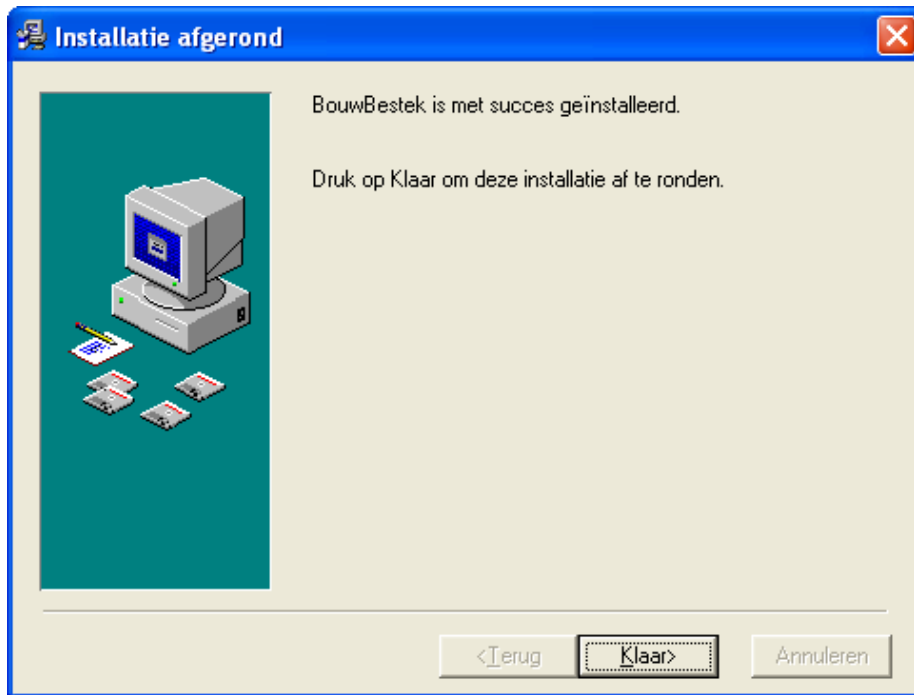 Installatie afgerond
BouwBestek is met succes geïnstalleerd.
Druk op Klaar om deze installatie af te ronden.
<Terug
Klaar>
Annuleren